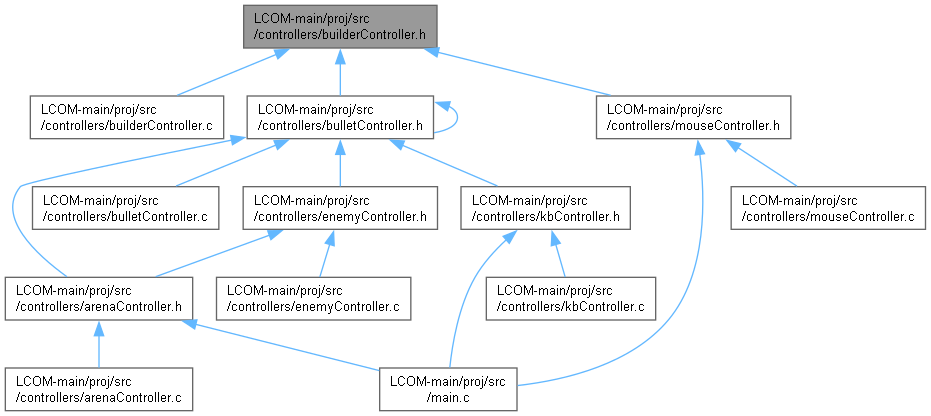 LCOM-main/proj/src
/controllers/builderController.h
LCOM-main/proj/src
/controllers/builderController.c
LCOM-main/proj/src
/controllers/bulletController.h
LCOM-main/proj/src
/controllers/mouseController.h
LCOM-main/proj/src
/controllers/bulletController.c
LCOM-main/proj/src
/controllers/enemyController.h
LCOM-main/proj/src
/controllers/kbController.h
LCOM-main/proj/src
/controllers/mouseController.c
LCOM-main/proj/src
/controllers/arenaController.h
LCOM-main/proj/src
/controllers/enemyController.c
LCOM-main/proj/src
/controllers/kbController.c
LCOM-main/proj/src
/controllers/arenaController.c
LCOM-main/proj/src
/main.c